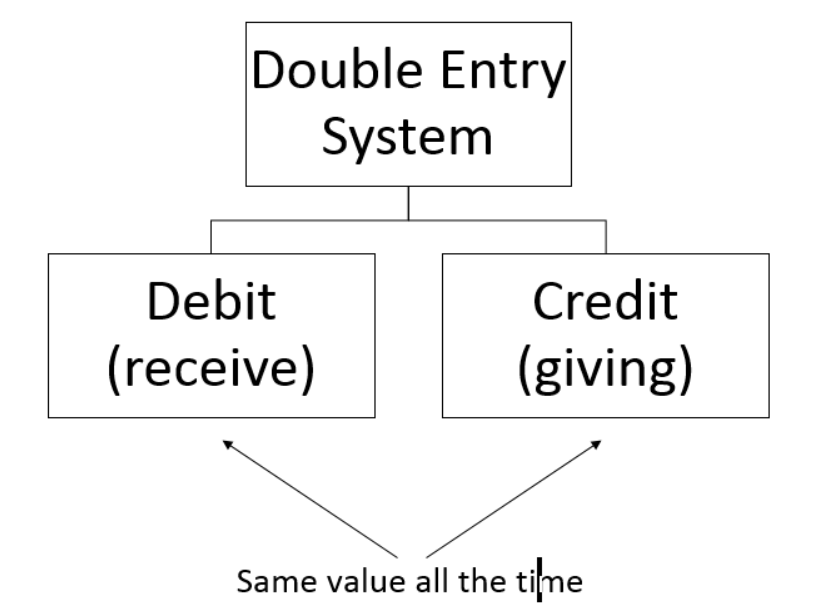 Double Entry
System
Debit
(receive)
Credit
(giving)
Same value all the time